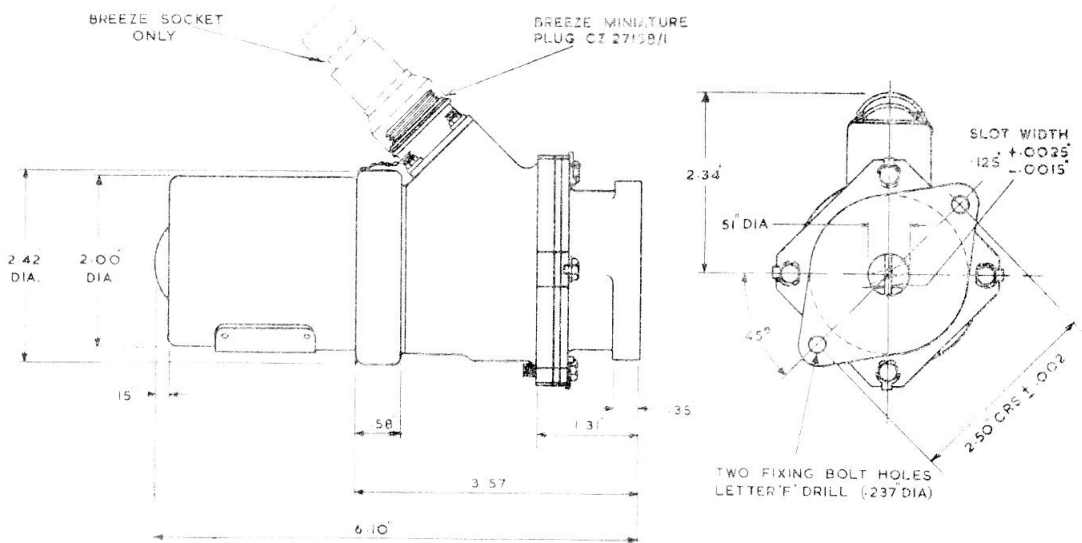 BREEZE SOCKET
ONLY
BREEZE MINIATURE
PLUG CZ 27158/1
2.34"
SLOT WIDTH
.125" +.0025"
-.0015"
.51" DIA
2.42
DIA.
2.00"
DIA
45°
.15"
.58"
1.31"
.35
2.50" CRS ±.002
TWO FIXING BOLT HOLES
LETTER 'F' DRILL (.237" DIA)
3.57
6.10"